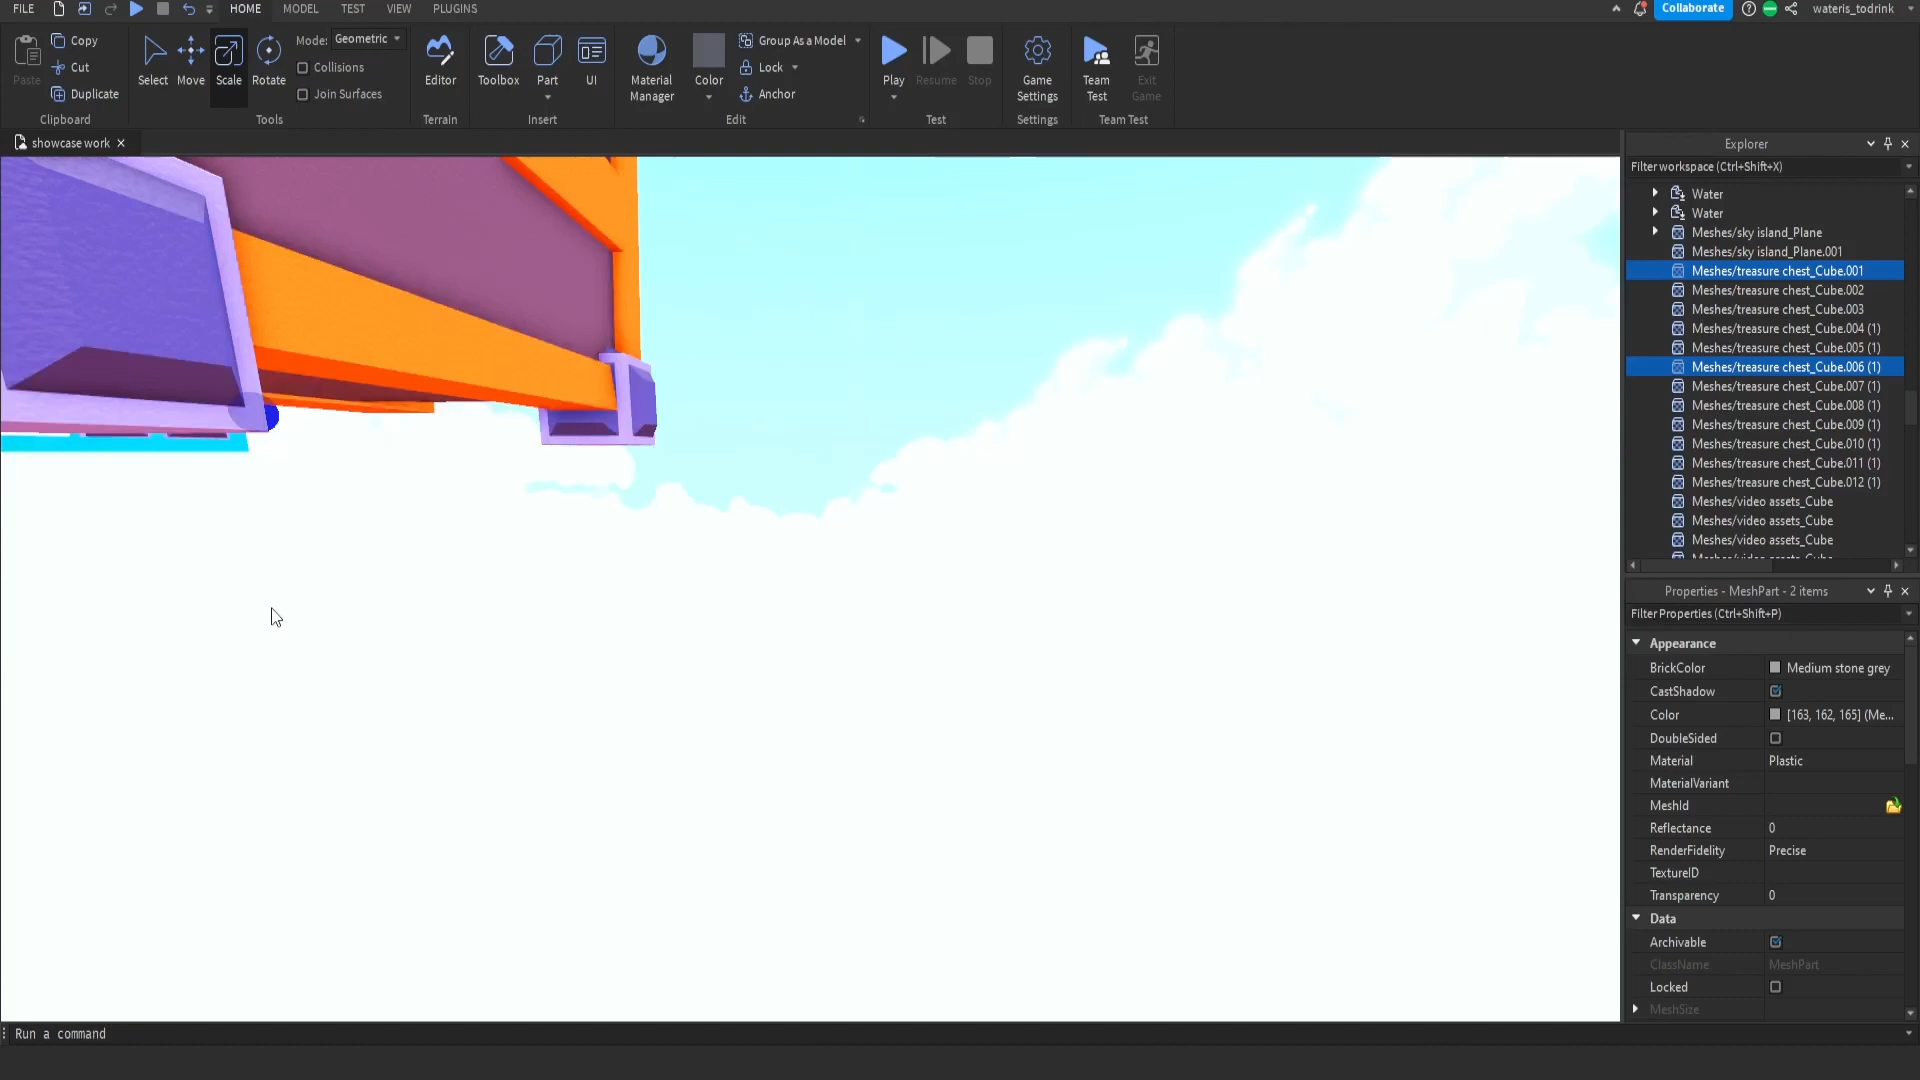 FILE HOME MODEL TEST VIEW PLUGINS Collaborate wateris_todrink
Paste Copy Cut Duplicate
Clipboard
Select Move Scale Rotate
Mode: Geometric
Collisions
Join Surfaces
Tools
Editor
Terrain
Toolbox Part UI
Insert
Material Manager Color
Group As a Model
Lock
Anchor
Edit
Play Resume Stop
Test
Game Settings
Settings
Team Test Exit Game
Team Test
showcase work
Explorer
Filter workspace (Ctrl+Shift+X)
Water
Water
Meshes/sky island_Plane
Meshes/sky island_Plane.001
Meshes/treasure chest_Cube.001
Meshes/treasure chest_Cube.002
Meshes/treasure chest_Cube.003
Meshes/treasure chest_Cube.004 (1)
Meshes/treasure chest_Cube.005 (1)
Meshes/treasure chest_Cube.006 (1)
Meshes/treasure chest_Cube.007 (1)
Meshes/treasure chest_Cube.008 (1)
Meshes/treasure chest_Cube.009 (1)
Meshes/treasure chest_Cube.010 (1)
Meshes/treasure chest_Cube.011 (1)
Meshes/treasure chest_Cube.012 (1)
Meshes/video assets_Cube
Meshes/video assets_Cube
Meshes/video assets_Cube
Properties - MeshPart - 2 items
Filter Properties (Ctrl+Shift+P)
Appearance
BrickColor Medium stone grey
CastShadow
Color [163, 162, 165] (Me...
DoubleSided
Material Plastic
MaterialVariant
MeshId
Reflectance 0
RenderFidelity Precise
TextureID
Transparency 0
Data
Archivable
ClassName MeshPart
Locked
MeshSize
Run a command